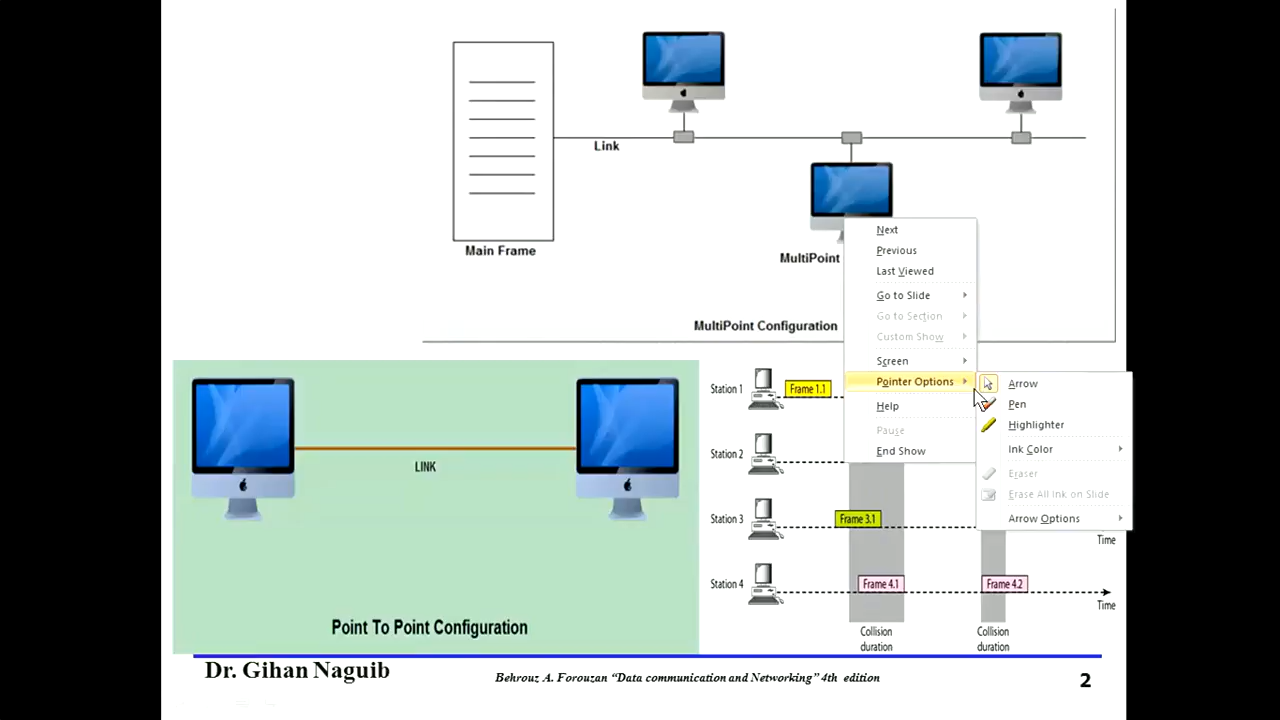 Link
Main Frame
MultiPoint
MultiPoint Configuration
Next
Previous
Last Viewed
Go to Slide
Go to Section
Custom Show
Screen
Pointer Options
Help
Pause
End Show
Arrow
Pen
Highlighter
Ink Color
Eraser
Erase All Ink on Slide
Arrow Options
LINK
Point To Point Configuration
Station 1
Frame 1.1
Station 2
Station 3
Frame 3.1
Time
Station 4
Frame 4.1
Frame 4.2
Time
Collision
duration
Collision
duration
Dr. Gihan Naguib
Behrouz A. Forouzan “Data communication and Networking” 4th edition
2